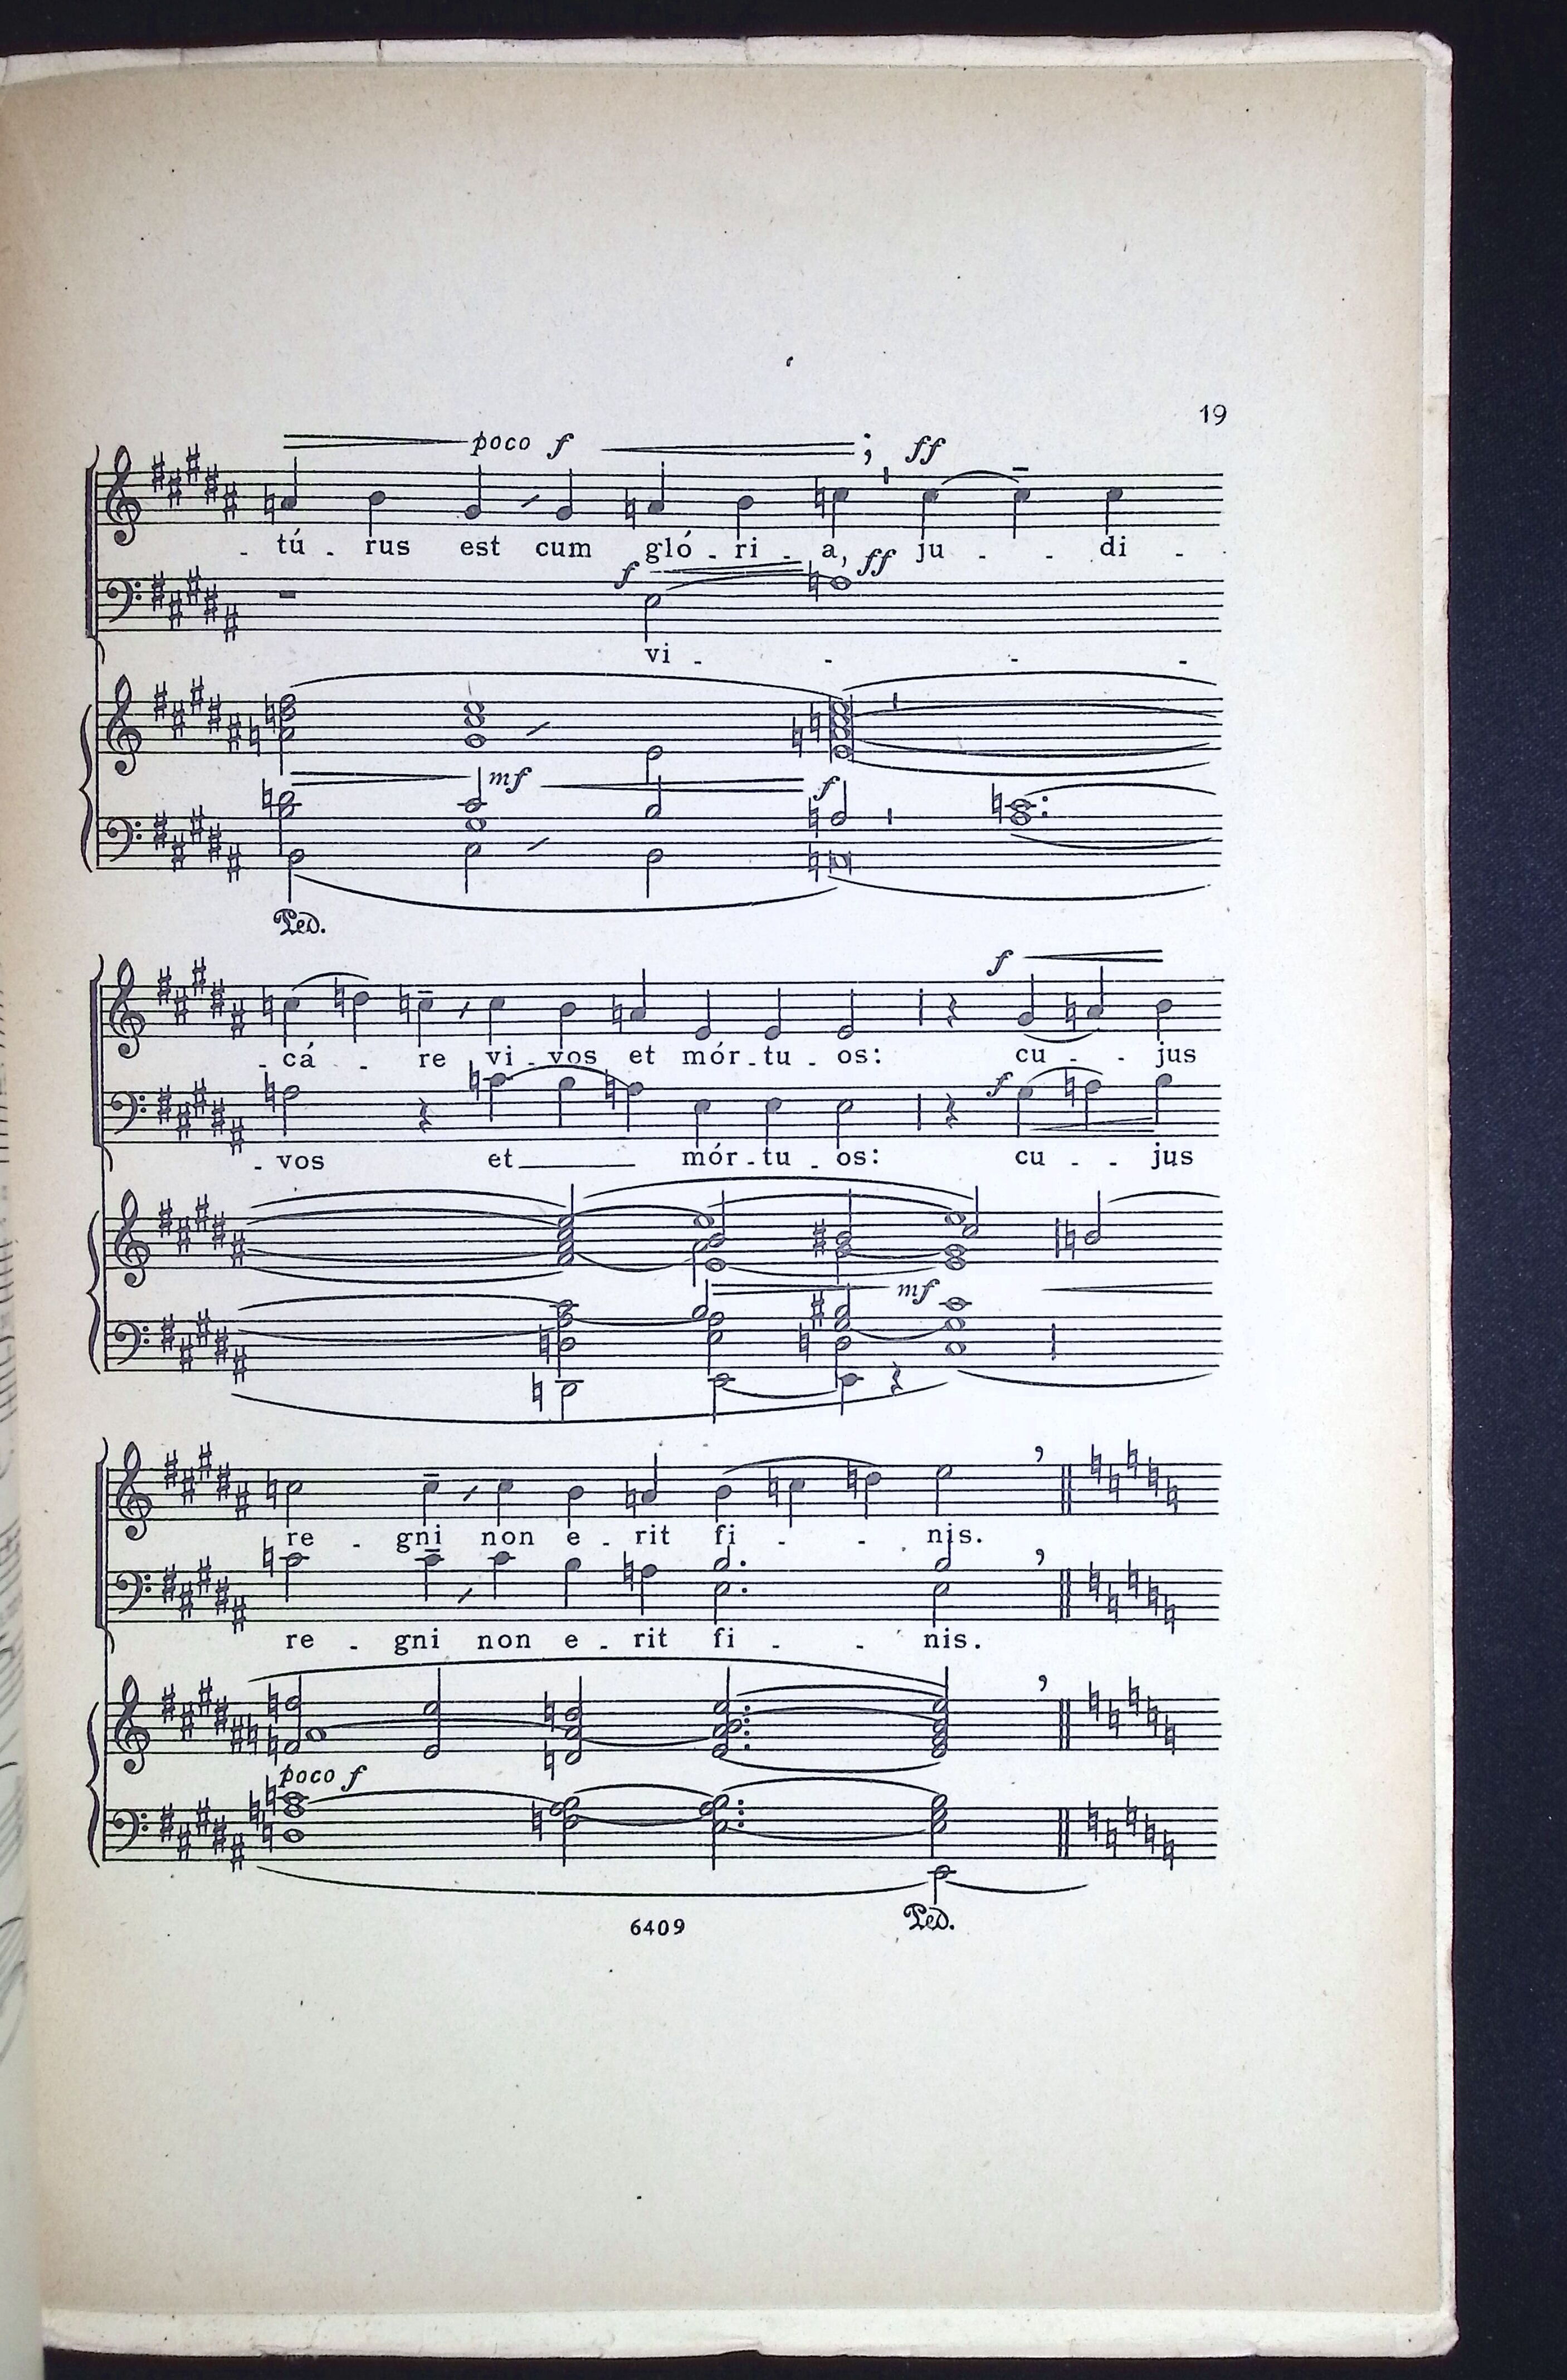 19
poco f ; ff
- tú - rus est cum gló - ri - a, ju - - di -
f ff
vi - - - -
mf f
Ped.
f
- cá - re vi - vos et mór - tu - os: cu - - jus
f
- vos et mór - tu - os: cu - - jus
mf
re - gni non e - rit fi - - nis.
re - gni non e - rit fi - - nis.
poco f
6409 Ped.